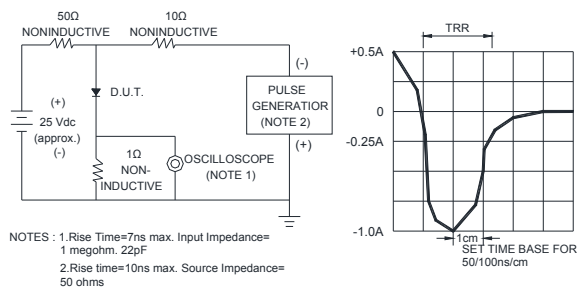 50Ω
NONINDUCTIVE
10Ω
NONINDUCTIVE
(+)
25 Vdc
(approx.)
(-)
D.U.T.
1Ω
NON-
INDUCTIVE
OSCILLOSCOPE
(NOTE 1)
(-)
PULSE
GENERATIOR
(NOTE 2)
(+)
TRR
+0.5A
0
-0.25A
-1.0A
1cm
SET TIME BASE FOR
50/100ns/cm
NOTES : 1.Rise Time=7ns max. Input Impedance=
1 megohm. 22pF
2.Rise time=10ns max. Source Impedance=
50 ohms